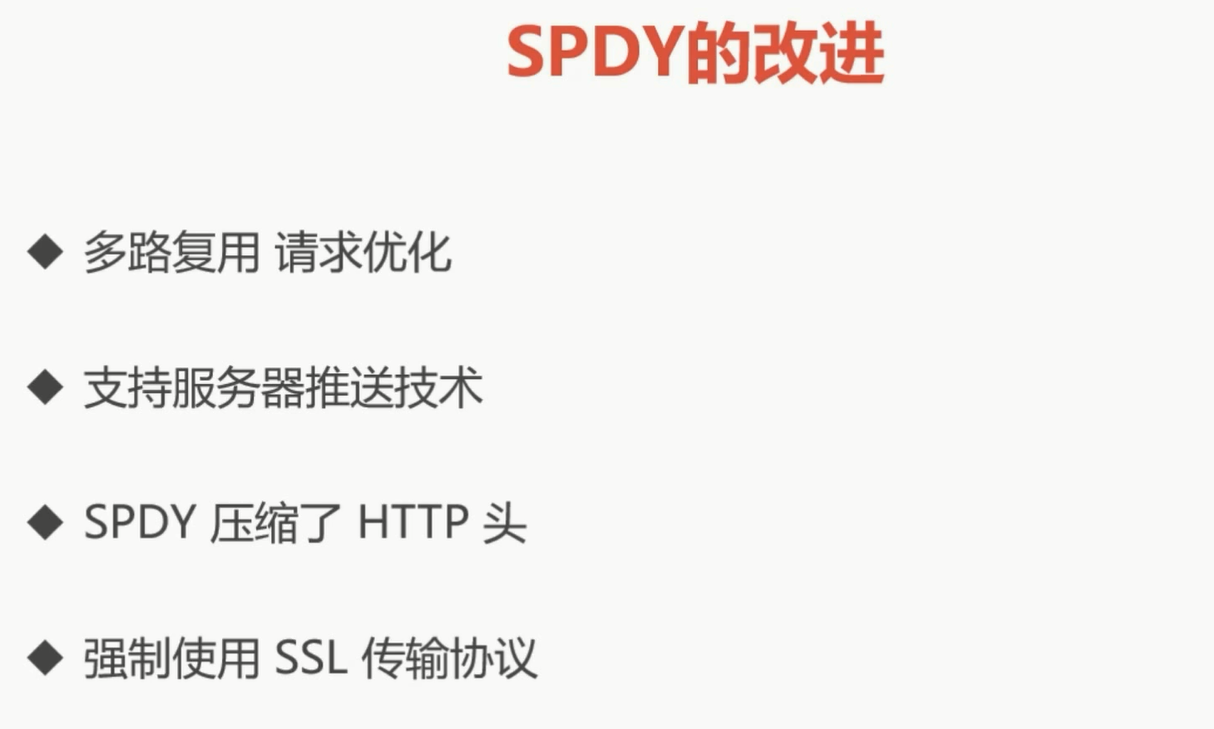 SPDY的改进
◆ 多路复用 请求优化
◆ 支持服务器推送技术
◆ SPDY 压缩了 HTTP 头
◆ 强制使用 SSL 传输协议